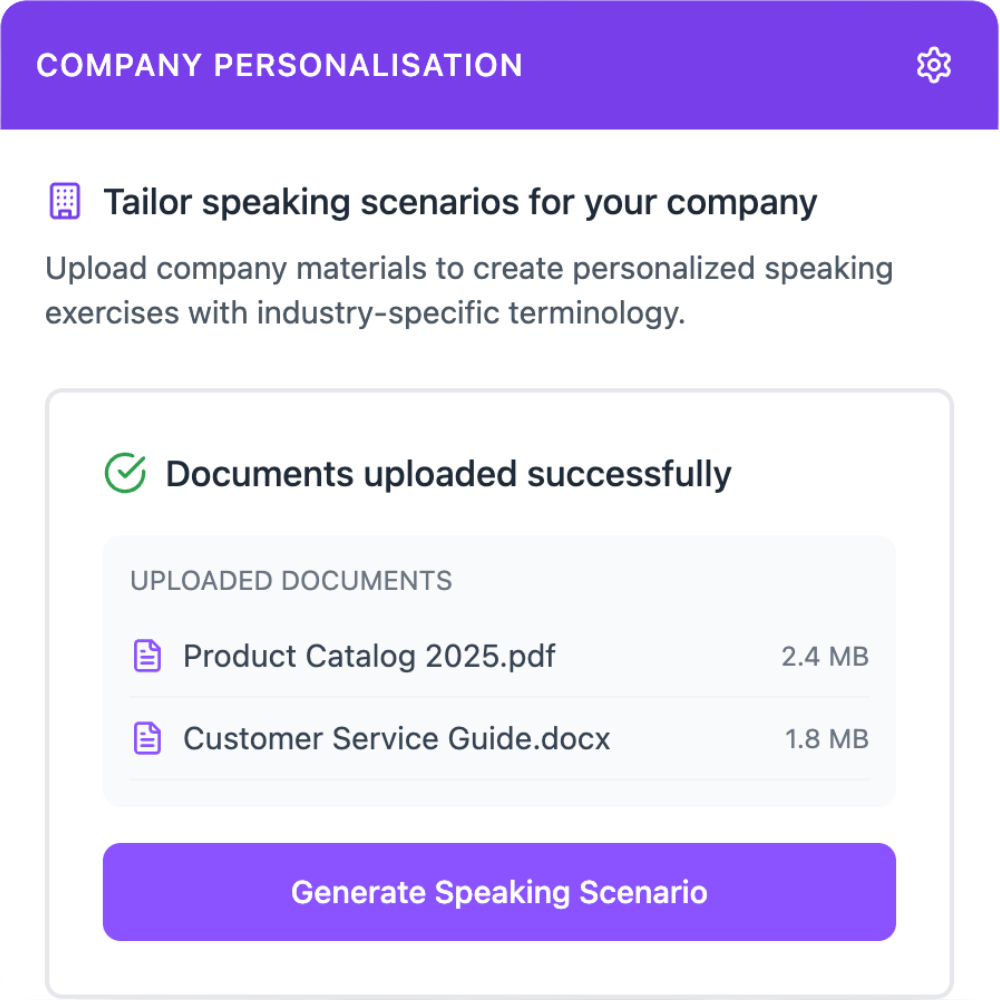 COMPANY PERSONALISATION
Tailor speaking scenarios for your company
Upload company materials to create personalized speaking
exercises with industry-specific terminology.
Documents uploaded successfully
UPLOADED DOCUMENTS
Product Catalog 2025.pdf 2.4 MB
Customer Service Guide.docx 1.8 MB
Generate Speaking Scenario